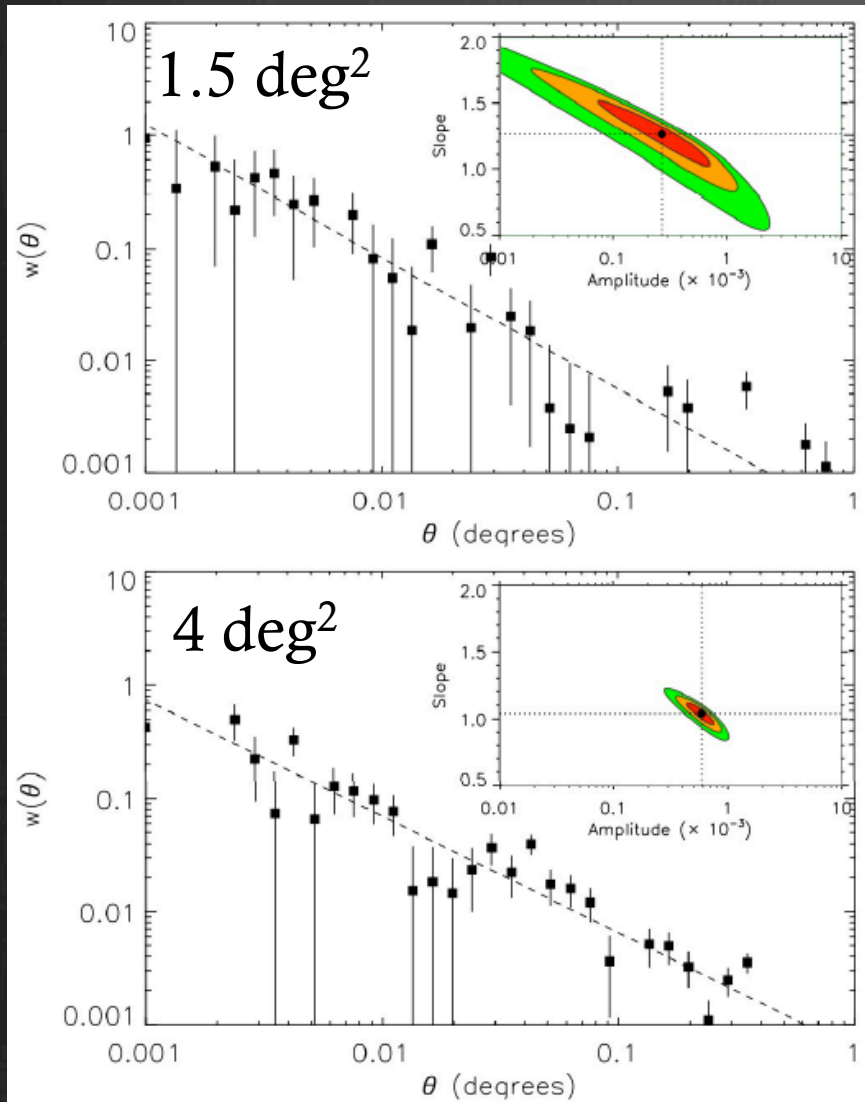 10
1
0.1
0.01
0.001
w(θ)
1.5 deg²
2.0
1.5
1.0
0.5
Slope
0.01 0.1 1 10
Amplitude (× 10⁻³)
0.001 0.01 0.1 1
θ (degrees)
10
1
0.1
0.01
0.001
w(θ)
4 deg²
2.0
1.5
1.0
0.5
Slope
0.01 0.1 1 10
Amplitude (× 10⁻³)
0.001 0.01 0.1 1
θ (degrees)